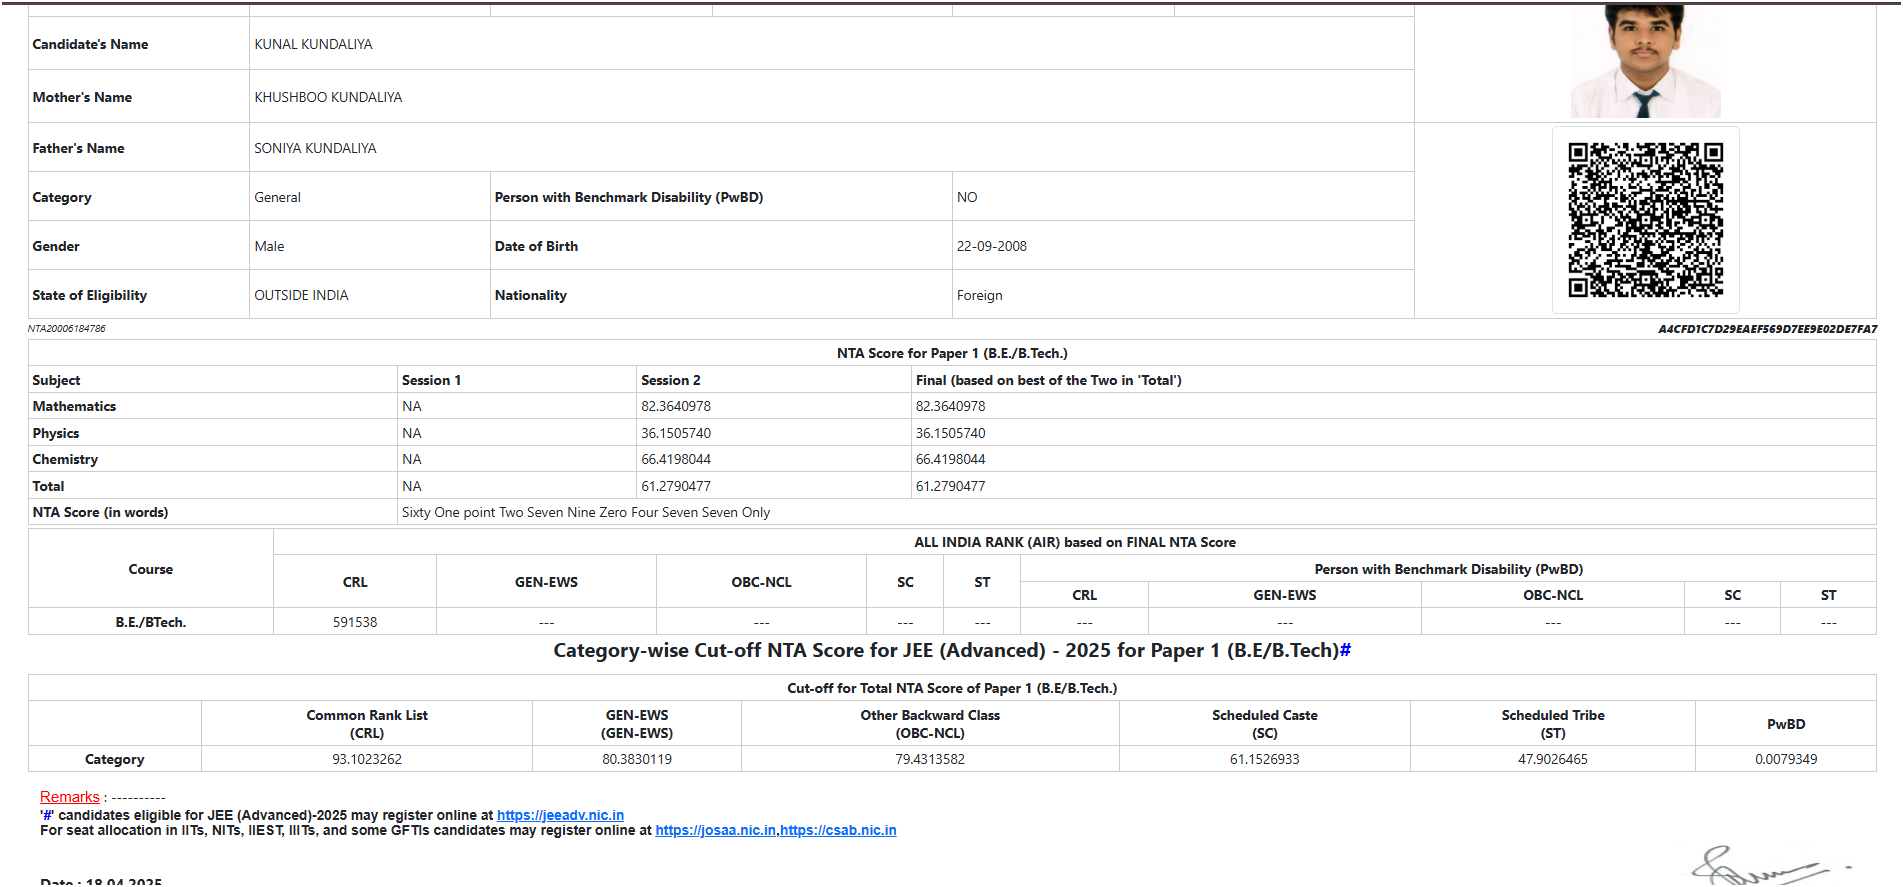 Candidate's Name KUNAL KUNDALIYA
Mother's Name KHUSHBOO KUNDALIYA
Father's Name SONIYA KUNDALIYA
Category General Person with Benchmark Disability (PwBD) NO
Gender Male Date of Birth 22-09-2008
State of Eligibility OUTSIDE INDIA Nationality Foreign
NTA20006184786 A4CFD1C7D29EAEF569D7EE9E02DE7FA7
NTA Score for Paper 1 (B.E./B.Tech.)
Subject Session 1 Session 2 Final (based on best of the Two in 'Total')
Mathematics NA 82.3640978 82.3640978
Physics NA 36.1505740 36.1505740
Chemistry NA 66.4198044 66.4198044
Total NA 61.2790477 61.2790477
NTA Score (in words) Sixty One point Two Seven Nine Zero Four Seven Seven Only
Course ALL INDIA RANK (AIR) based on FINAL NTA Score
CRL GEN-EWS OBC-NCL SC ST Person with Benchmark Disability (PwBD)
CRL GEN-EWS OBC-NCL SC ST
B.E./BTech. 591538 --- --- --- --- --- --- --- --- ---
Category-wise Cut-off NTA Score for JEE (Advanced) - 2025 for Paper 1 (B.E/B.Tech)#
Cut-off for Total NTA Score of Paper 1 (B.E/B.Tech.)
Common Rank List (CRL) GEN-EWS (GEN-EWS) Other Backward Class (OBC-NCL) Scheduled Caste (SC) Scheduled Tribe (ST) PwBD
Category 93.1023262 80.3830119 79.4313582 61.1526933 47.9026465 0.0079349
Remarks : ----------
'#' candidates eligible for JEE (Advanced)-2025 may register online at https://jeeadv.nic.in
For seat allocation in IITs, NITs, IIEST, IIITs, and some GFTIs candidates may register online at https://josaa.nic.in,https://csab.nic.in
Date : 18.04.2025